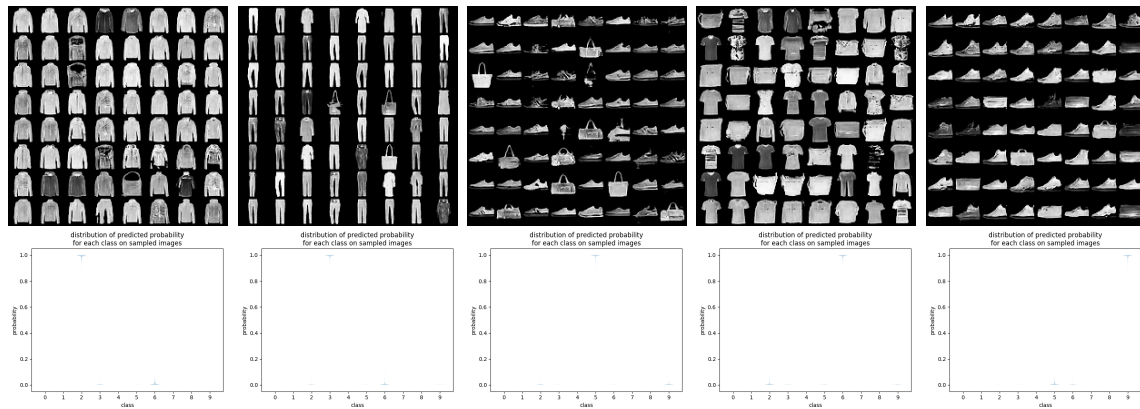 distribution of predicted probability
for each class on sampled images
1.0
0.8
0.6
0.4
0.2
0.0
probability
0 1 2 3 4 5 6 7 8 9
class
distribution of predicted probability
for each class on sampled images
1.0
0.8
0.6
0.4
0.2
0.0
probability
0 1 2 3 4 5 6 7 8 9
class
distribution of predicted probability
for each class on sampled images
1.0
0.8
0.6
0.4
0.2
0.0
probability
0 1 2 3 4 5 6 7 8 9
class
distribution of predicted probability
for each class on sampled images
1.0
0.8
0.6
0.4
0.2
0.0
probability
0 1 2 3 4 5 6 7 8 9
class
distribution of predicted probability
for each class on sampled images
1.0
0.8
0.6
0.4
0.2
0.0
probability
0 1 2 3 4 5 6 7 8 9
class